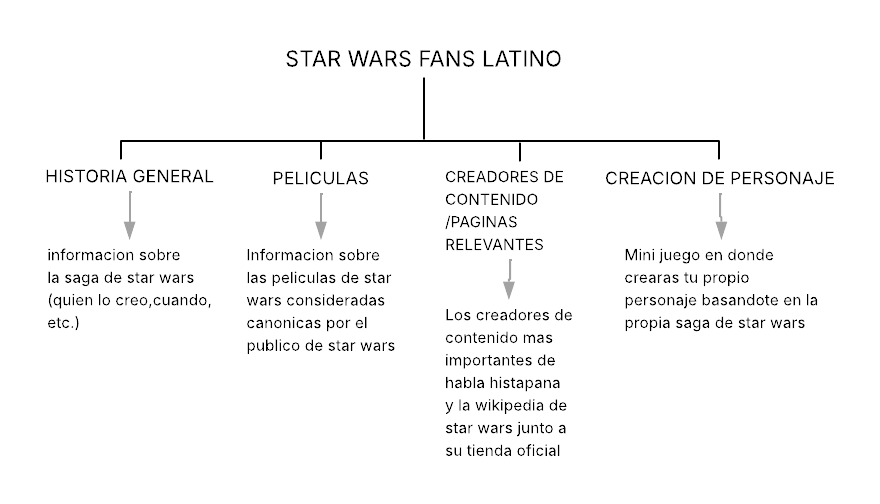 STAR WARS FANS LATINO
HISTORIA GENERAL
informacion sobre
la saga de star wars
(quien lo creo,cuando,
etc.)
PELICULAS
Informacion sobre
las peliculas de star
wars consideradas
canonicas por el
publico de star wars
CREADORES DE
CONTENIDO
/PAGINAS
RELEVANTES
Los creadores de
contenido mas
importantes de
habla histapana
y la wikipedia de
star wars junto a
su tienda oficial
CREACION DE PERSONAJE
Mini juego en donde
crearas tu propio
personaje basandote en la
propia saga de star wars